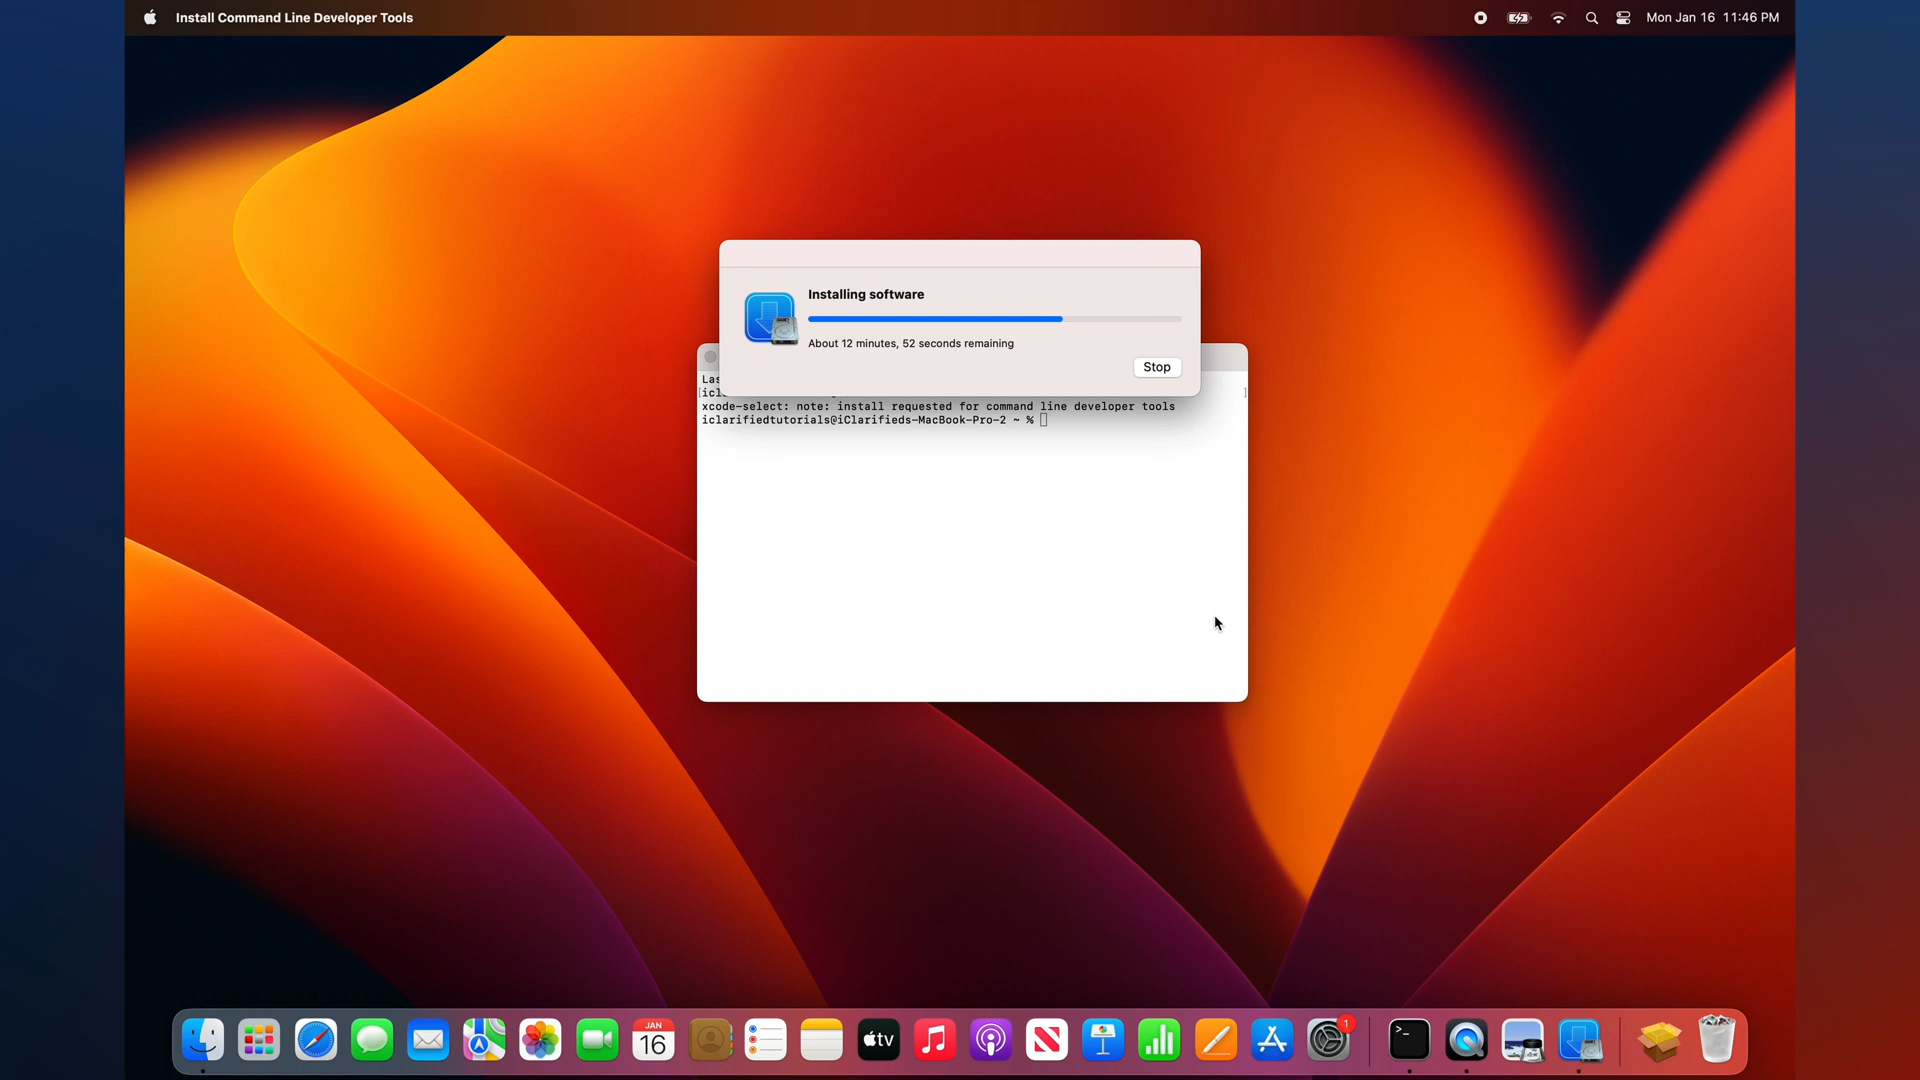 Install Command Line Developer Tools
Mon Jan 16 11:46 PM
Installing software
About 12 minutes, 52 seconds remaining
Stop
xcode-select: note: install requested for command line developer tools
iclarifiedtutorials@iClarifieds-MacBook-Pro-2 ~ %
JAN
16
tv
1
>_